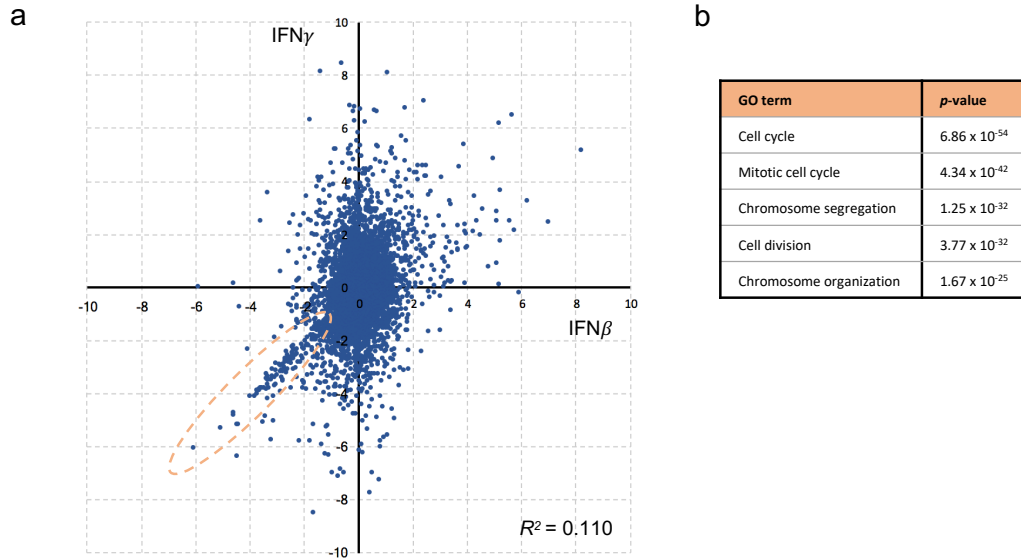 a
b
IFNγ
10
8
6
4
2
0
-2
-4
-6
-8
-10
-10
-8
-6
-4
-2
0
2
4
6
8
10
IFNβ
R² = 0.110
GO term p-value
Cell cycle 6.86 x 10⁻⁵⁴
Mitotic cell cycle 4.34 x 10⁻⁴²
Chromosome segregation 1.25 x 10⁻³²
Cell division 3.77 x 10⁻³²
Chromosome organization 1.67 x 10⁻²⁵